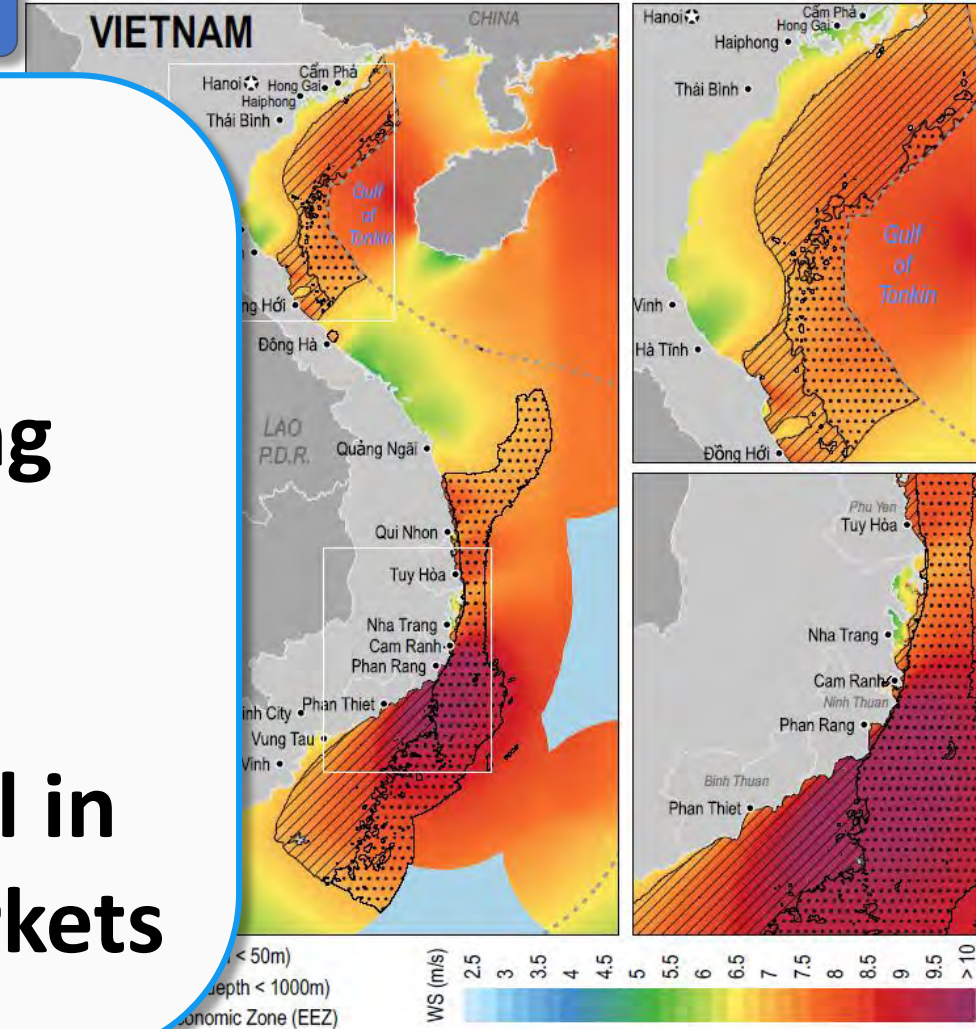 VIETNAM
CHINA
Hanoi
Cẩm Phả
Hong Gai
Haiphong
Thái Bình
Gulf
of
Tonkin
Đông Hà
LAO
P.D.R.
Quảng Ngãi
Qui Nhon
Tuy Hòa
Nha Trang
Cam Ranh
Phan Rang
Phan Thiet
inh City
Vung Tau
Vinh
ng Hới
Hanoi
Cẩm Phả
Hong Gai
Haiphong
Thái Bình
Gulf
of
Tonkin
Vinh
Hà Tĩnh
Đồng Hới
Phu Yen
Tuy Hòa
Nha Trang
Cam Ranh
Ninh Thuan
Phan Rang
Binh Thuan
Phan Thiet
ng
l in
rkets
< 50m)
epth < 1000m)
onomic Zone (EEZ)
WS (m/s)
2.5 3 3.5 4 4.5 5 5.5 6 6.5 7 7.5 8 8.5 9 9.5 > 10